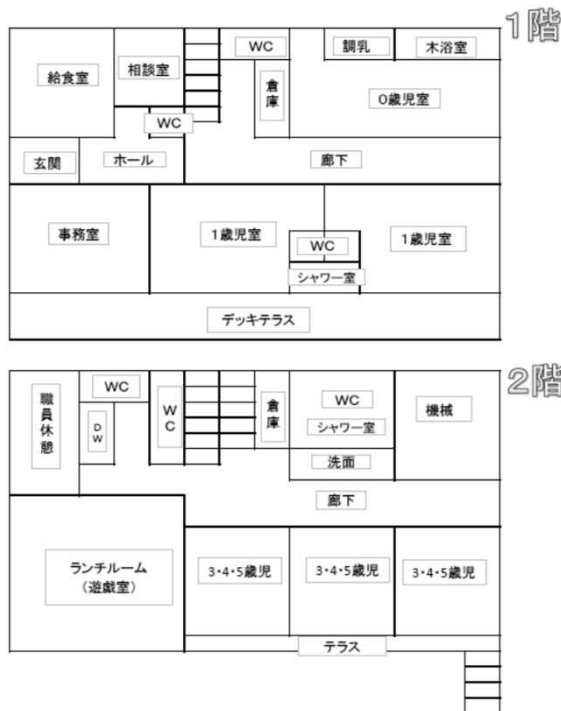 1階
WC
調乳
木浴室
給食室
相談室
倉庫
0歳児室
WC
玄関
ホール
廊下
事務室
1歳児室
WC
1歳児室
シャワー室
デッキテラス
2階
職員休憩
WC
DW
WC
倉庫
WC
シャワー室
機械
洗面
廊下
ランチルーム
（遊戯室）
3・4・5歳児
3・4・5歳児
3・4・5歳児
テラス